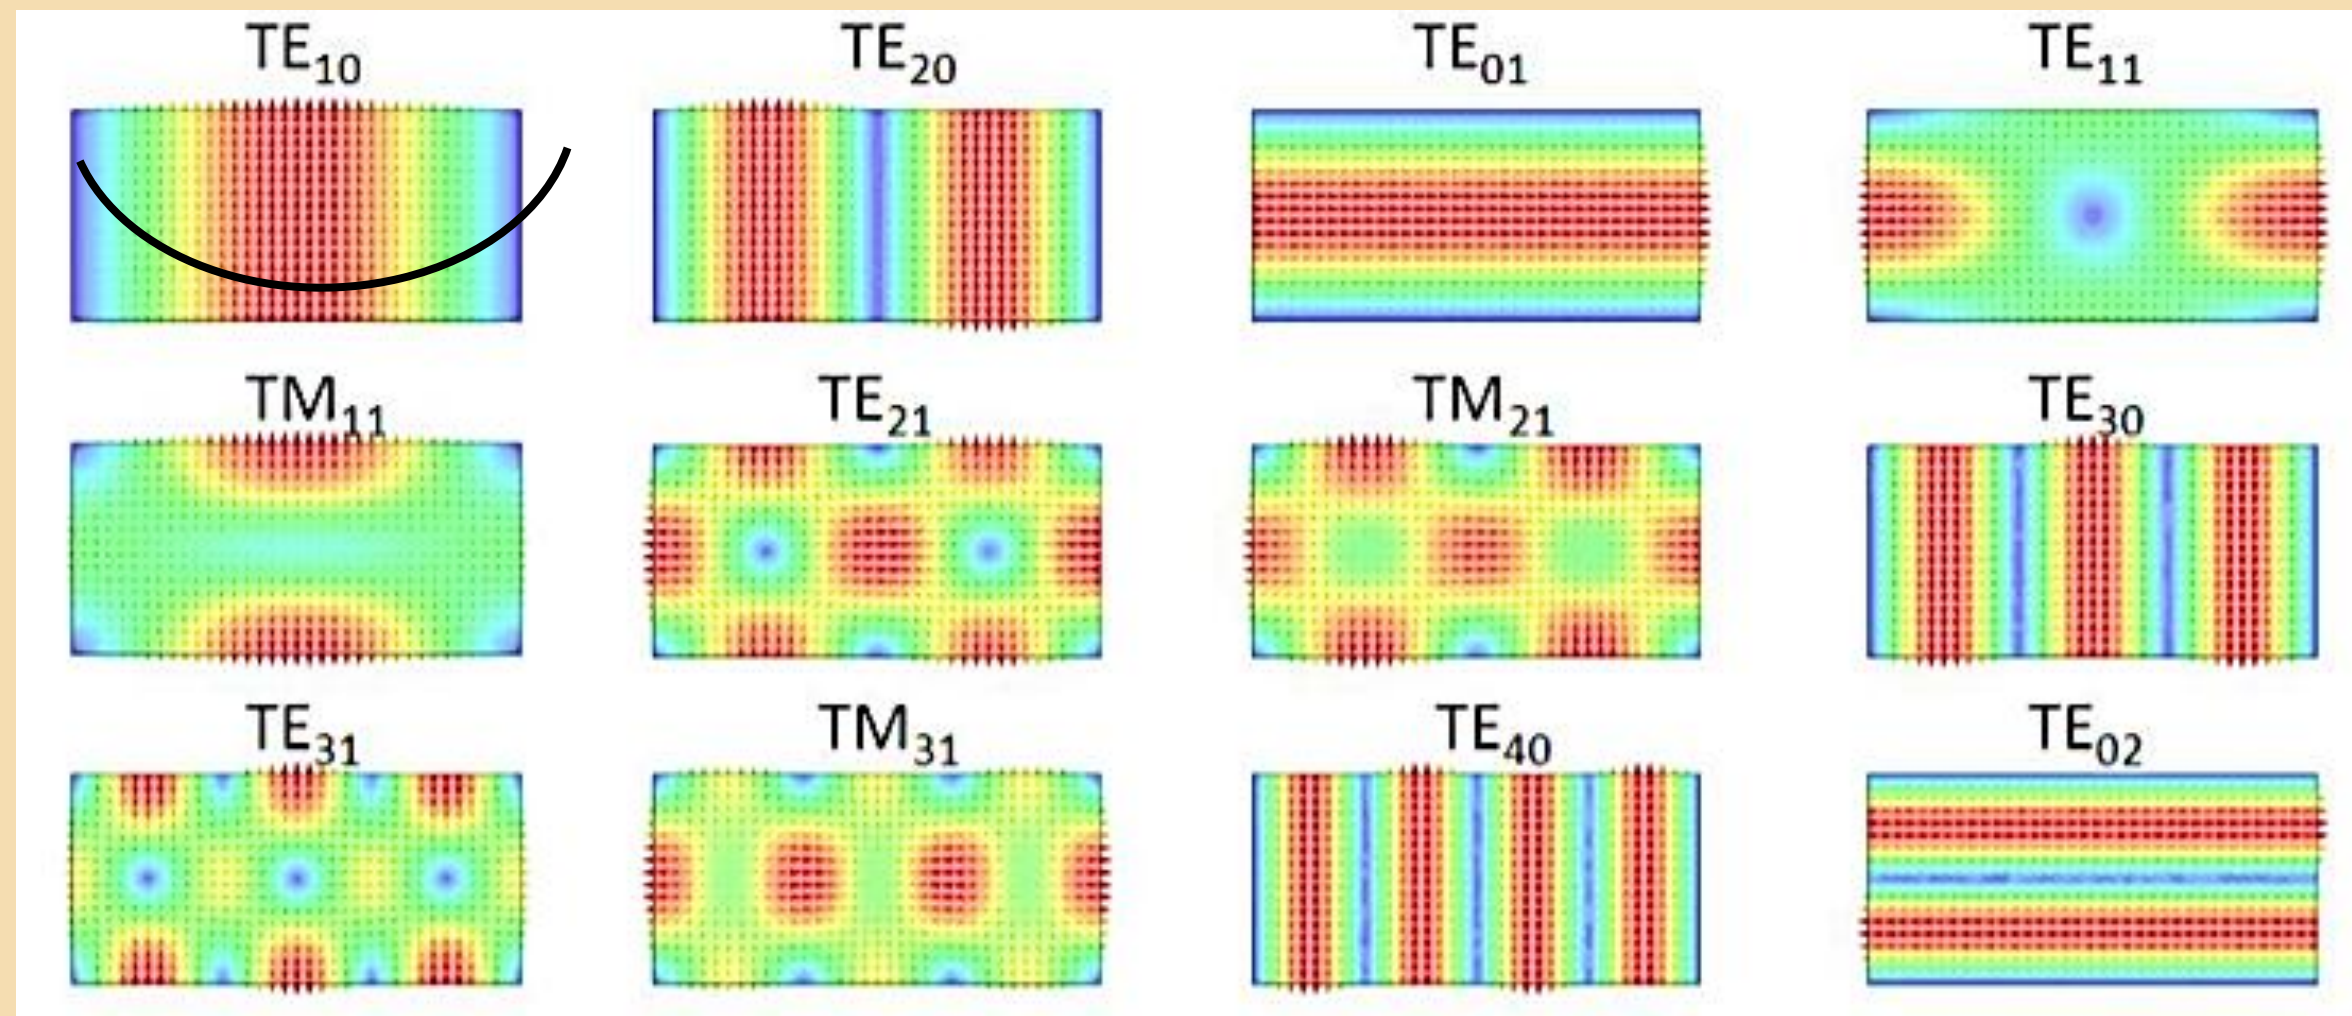 TE₁₀ TE₂₀ TE₀₁ TE₁₁
TM₁₁ TE₂₁ TM₂₁ TE₃₀
TE₃₁ TM₃₁ TE₄₀ TE₀₂